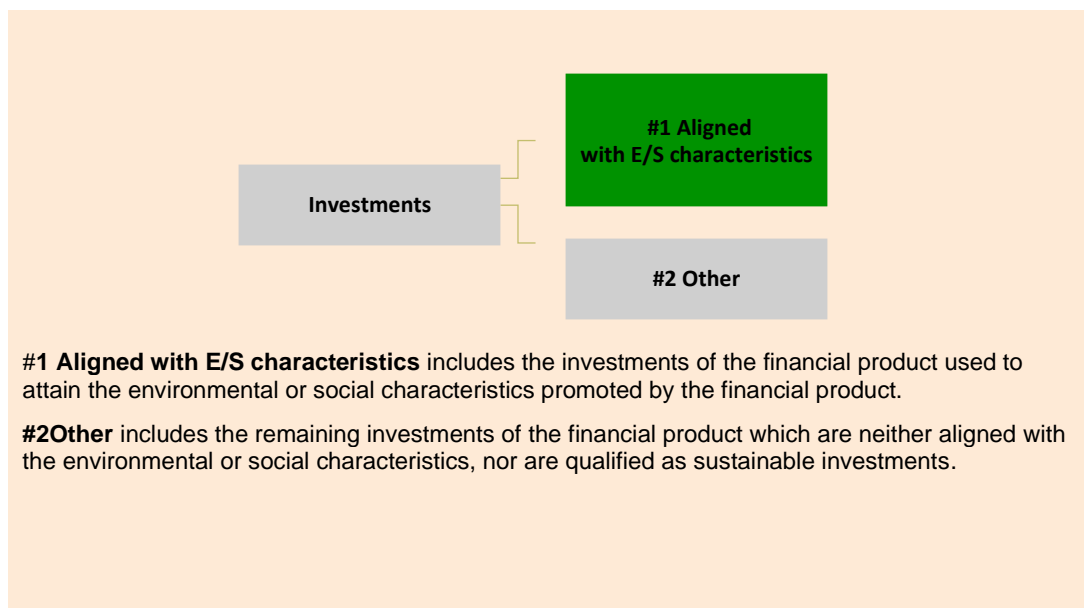 #1 Aligned
with E/S characteristics
Investments
#2 Other
#1 Aligned with E/S characteristics includes the investments of the financial product used to
attain the environmental or social characteristics promoted by the financial product.
#2Other includes the remaining investments of the financial product which are neither aligned with
the environmental or social characteristics, nor are qualified as sustainable investments.